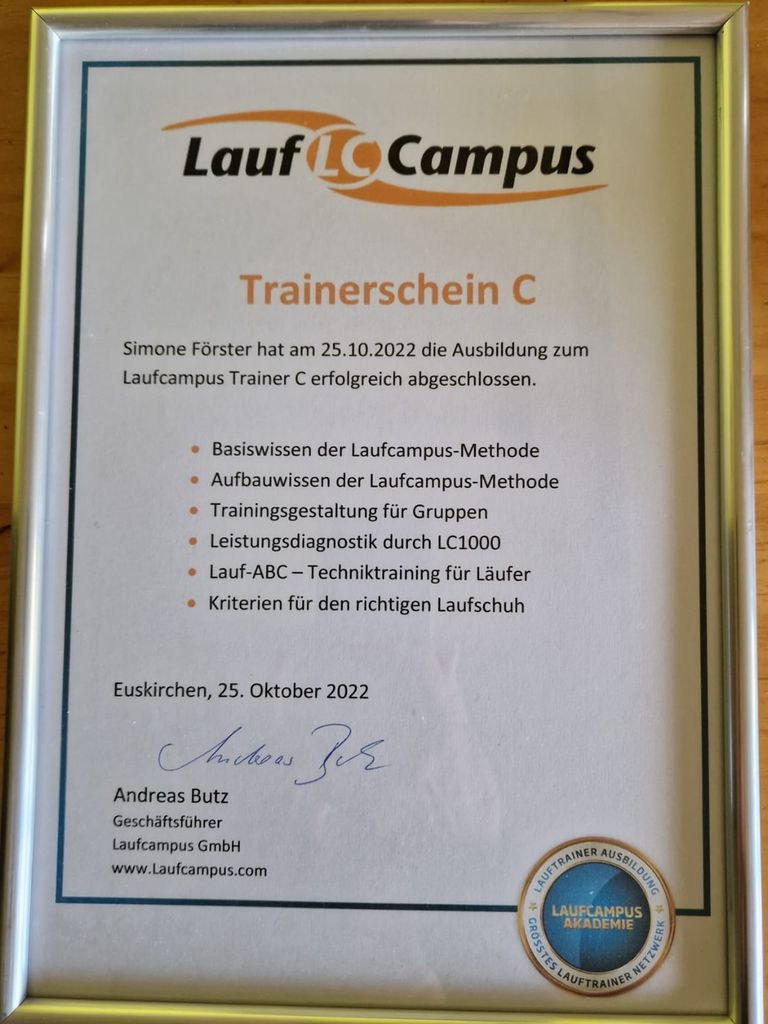 Lauf LC Campus
Trainerschein C
Simone Förster hat am 25.10.2022 die Ausbildung zum
Laufcampus Trainer C erfolgreich abgeschlossen.
• Basiswissen der Laufcampus-Methode
• Aufbauwissen der Laufcampus-Methode
• Trainingsgestaltung für Gruppen
• Leistungsdiagnostik durch LC1000
• Lauf-ABC – Techniktraining für Läufer
• Kriterien für den richtigen Laufschuh
Euskirchen, 25. Oktober 2022
Andreas Butz
Andreas Butz
Geschäftsführer
Laufcampus GmbH
www.Laufcampus.com
LAUFTRAINER AUSBILDUNG
LAUFCAMPUS
AKADEMIE
GRÖSSTES LAUFTRAINER NETZWERK